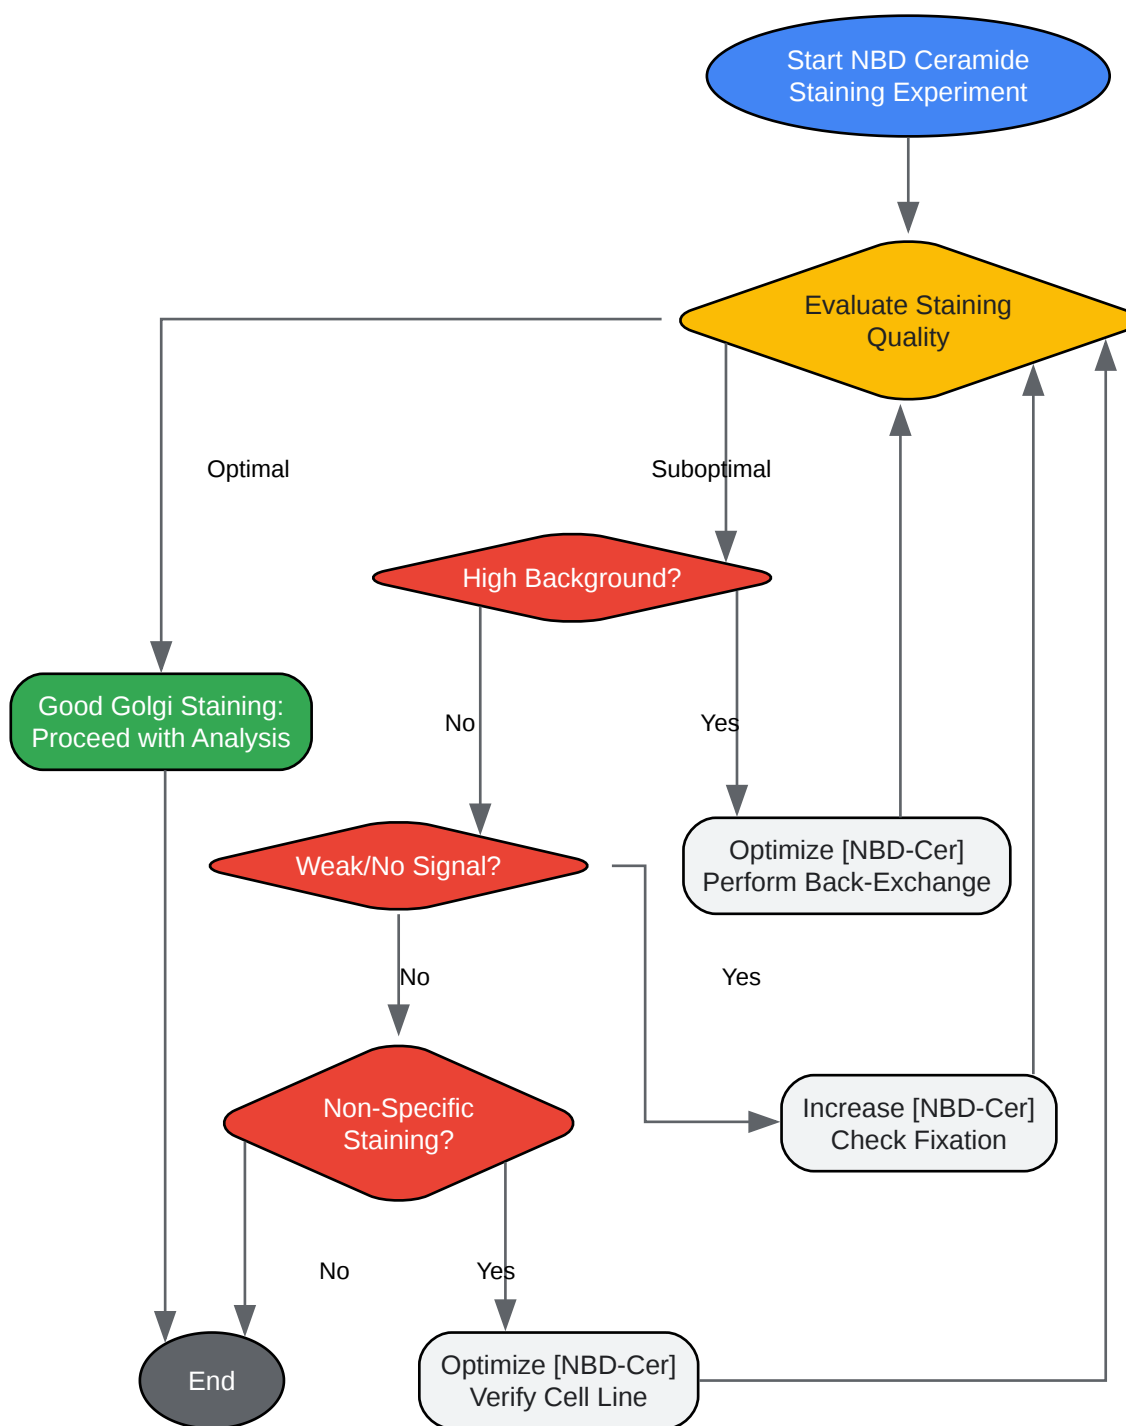 Start NBD Ceramide
Staining Experiment
Evaluate Staining
Quality
Optimal
Suboptimal
High Background?
Good Golgi Staining:
Proceed with Analysis
No
Yes
Weak/No Signal?
Optimize [NBD-Cer]
Perform Back-Exchange
No
Yes
Non-Specific
Staining?
Increase [NBD-Cer]
Check Fixation
No
Yes
End
Optimize [NBD-Cer]
Verify Cell Line